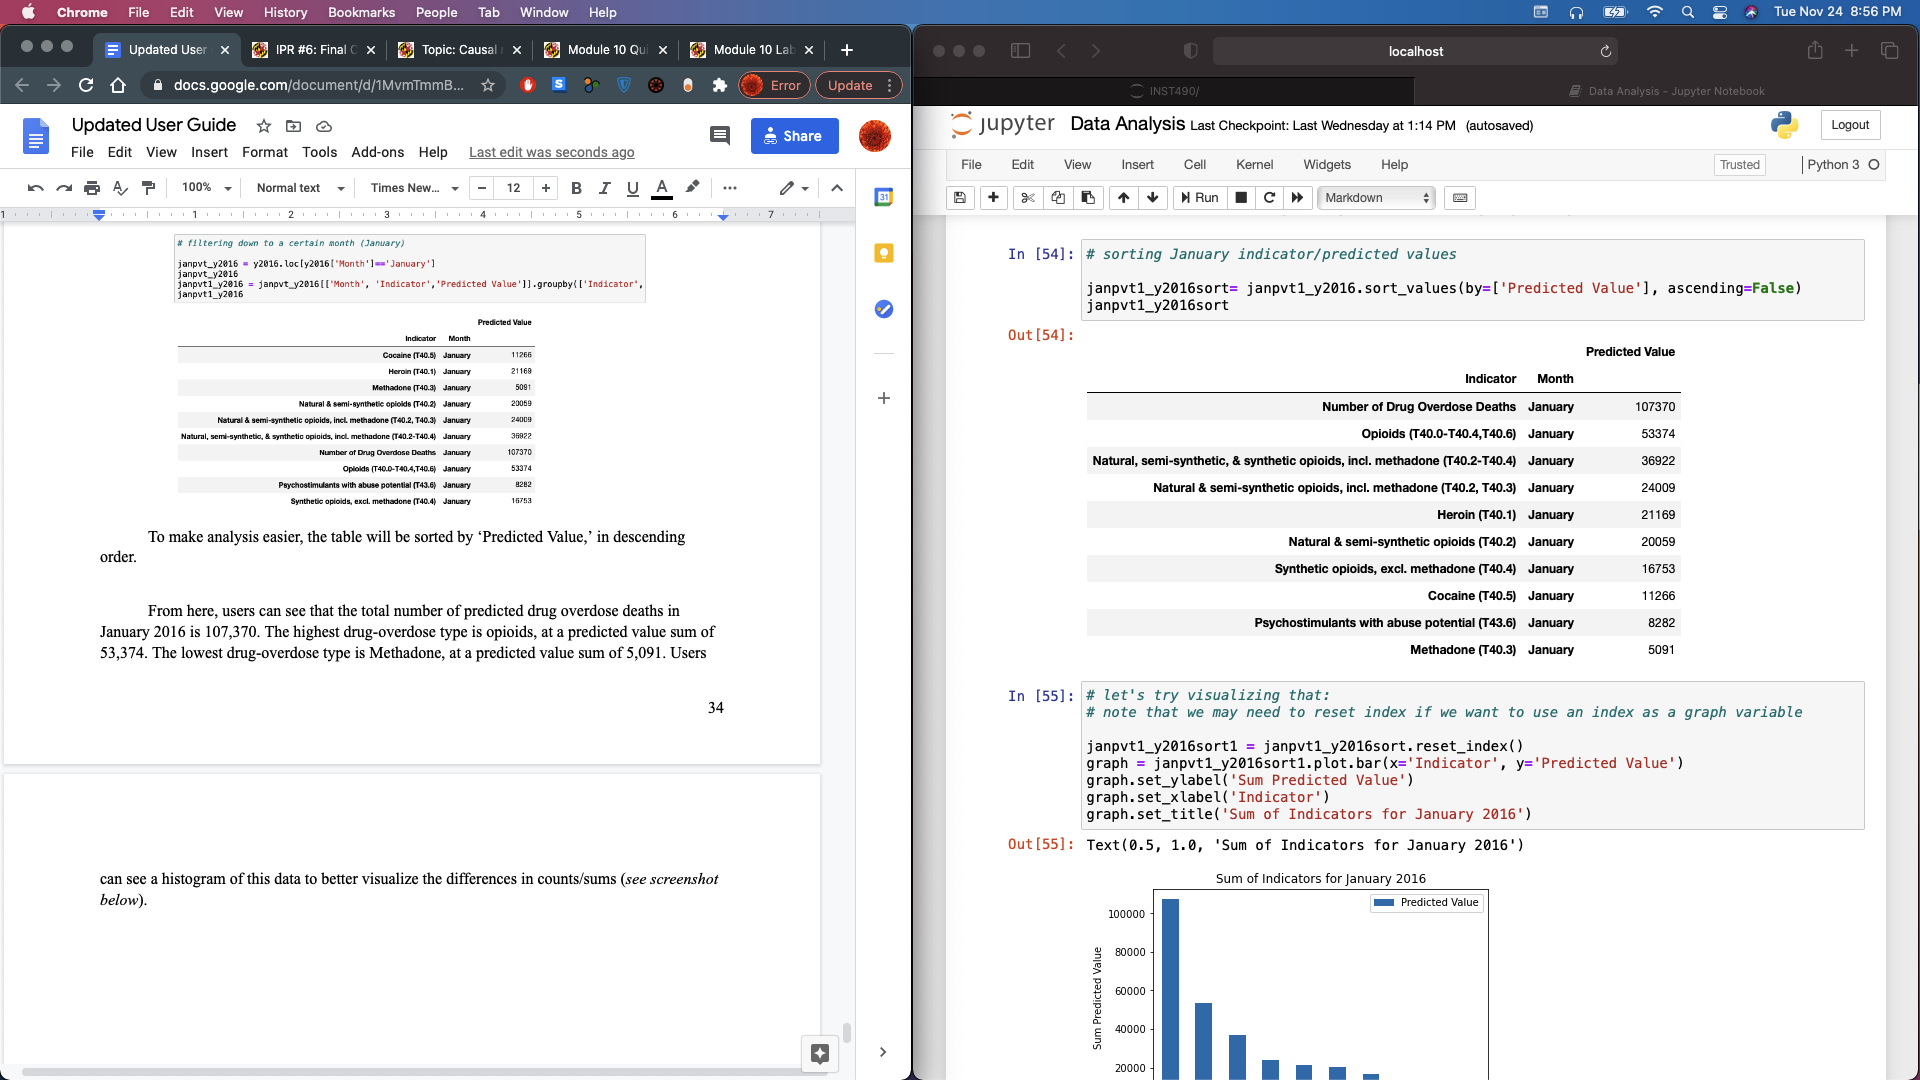 Chrome File Edit View History Bookmarks People Tab Window Help Tue Nov 24 8:56 PM
Updated User IPR #6: Final C Topic: Causal Module 10 Qui Module 10 Lab
docs.google.com/document/d/1MvmTmmB... Error Update
Updated User Guide
Share
File Edit View Insert Format Tools Add-ons Help Last edit was seconds ago
100% Normal text Times New... 12 B I U A
1 1 2 3 4 5 6 7
31
# filtering down to a certain month (January)
janpvt_y2016 = y2016.loc[y2016['Month']=='January']
janpvt_y2016
janpvt1_y2016 = janpvt_y2016[['Month', 'Indicator','Predicted Value']].groupby(['Indicator',
janpvt1_y2016
Predicted Value
Indicator Month
Cocaine (T40.5) January 11266
Heroin (T40.1) January 21169
Methadone (T40.3) January 5091
Natural & semi-synthetic opioids (T40.2) January 20059
Natural & semi-synthetic opioids, incl. methadone (T40.2, T40.3) January 24009
Natural, semi-synthetic, & synthetic opioids, incl. methadone (T40.2-T40.4) January 36922
Number of Drug Overdose Deaths January 107370
Opioids (T40.0-T40.4,T40.6) January 53374
Psychostimulants with abuse potential (T43.6) January 8282
Synthetic opioids, excl. methadone (T40.4) January 16753
To make analysis easier, the table will be sorted by ‘Predicted Value,’ in descending
order.
From here, users can see that the total number of predicted drug overdose deaths in
January 2016 is 107,370. The highest drug-overdose type is opioids, at a predicted value sum of
53,374. The lowest drug-overdose type is Methadone, at a predicted value sum of 5,091. Users
34
can see a histogram of this data to better visualize the differences in counts/sums (see screenshot
below).
localhost
INST490/ Data Analysis - Jupyter Notebook
jupyter Data Analysis Last Checkpoint: Last Wednesday at 1:14 PM (autosaved) Logout
File Edit View Insert Cell Kernel Widgets Help Trusted Python 3
Run Markdown
In [54]: # sorting January indicator/predicted values
janpvt1_y2016sort= janpvt1_y2016.sort_values(by=['Predicted Value'], ascending=False)
janpvt1_y2016sort
Out[54]:
Predicted Value
Indicator Month
Number of Drug Overdose Deaths January 107370
Opioids (T40.0-T40.4,T40.6) January 53374
Natural, semi-synthetic, & synthetic opioids, incl. methadone (T40.2-T40.4) January 36922
Natural & semi-synthetic opioids, incl. methadone (T40.2, T40.3) January 24009
Heroin (T40.1) January 21169
Natural & semi-synthetic opioids (T40.2) January 20059
Synthetic opioids, excl. methadone (T40.4) January 16753
Cocaine (T40.5) January 11266
Psychostimulants with abuse potential (T43.6) January 8282
Methadone (T40.3) January 5091
In [55]: # let's try visualizing that:
# note that we may need to reset index if we want to use an index as a graph variable
janpvt1_y2016sort1 = janpvt1_y2016sort.reset_index()
graph = janpvt1_y2016sort1.plot.bar(x='Indicator', y='Predicted Value')
graph.set_ylabel('Sum Predicted Value')
graph.set_xlabel('Indicator')
graph.set_title('Sum of Indicators for January 2016')
Out[55]: Text(0.5, 1.0, 'Sum of Indicators for January 2016')
Sum of Indicators for January 2016
Predicted Value
100000
80000
60000
40000
20000
Sum Predicted Value